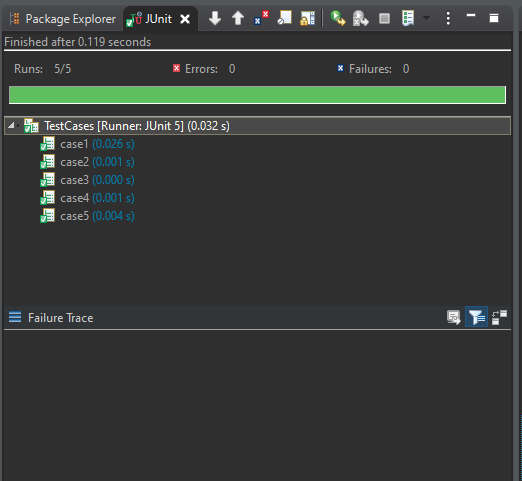 Package Explorer JUnit
Finished after 0.119 seconds
Runs: 5/5 Errors: 0 Failures: 0
TestCases [Runner: JUnit 5] (0.032 s)
case1 (0.026 s)
case2 (0.001 s)
case3 (0.000 s)
case4 (0.001 s)
case5 (0.004 s)
Failure Trace